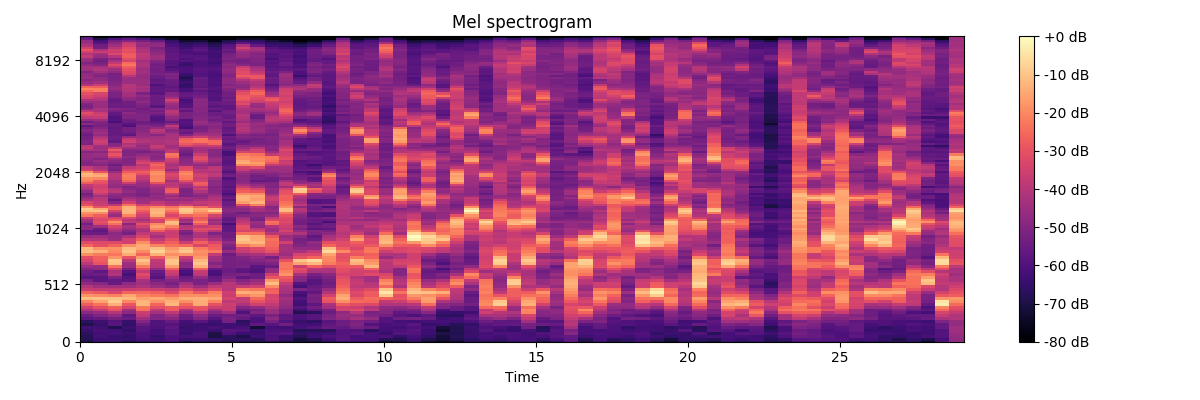 Mel spectrogram
8192
4096
2048
1024
512
0
Hz
0 5 10 15 20 25
Time
+0 dB
-10 dB
-20 dB
-30 dB
-40 dB
-50 dB
-60 dB
-70 dB
-80 dB